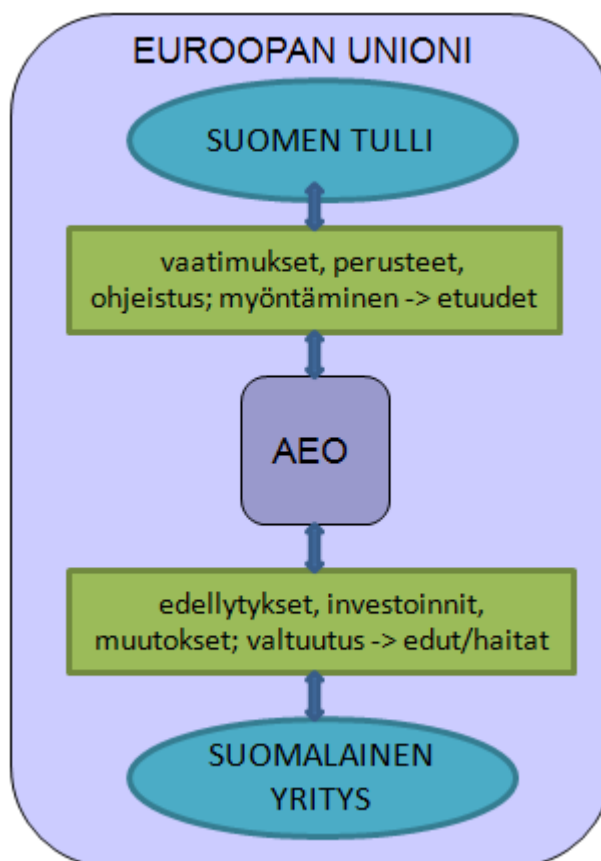 EUROOPAN UNIONI
SUOMEN TULLI
vaatimukset, perusteet,
ohjeistus; myöntäminen -> etuudet
AEO
edellytykset, investoinnit,
muutokset; valtuutus -> edut/haitat
SUOMALAINEN
YRITYS